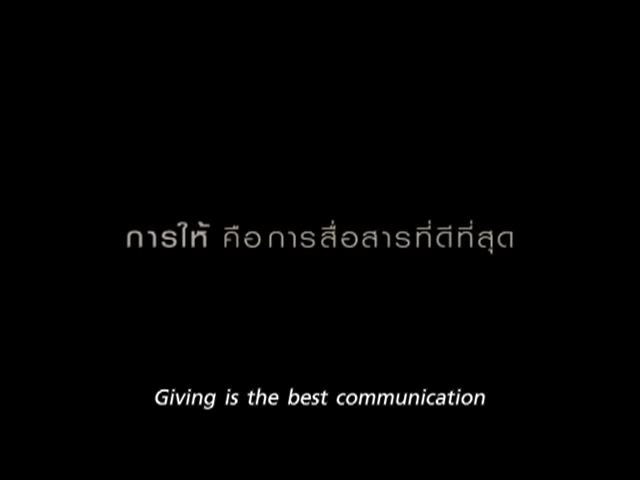 การให้ คือการสื่อสารที่ดีที่สุด
Giving is the best communication